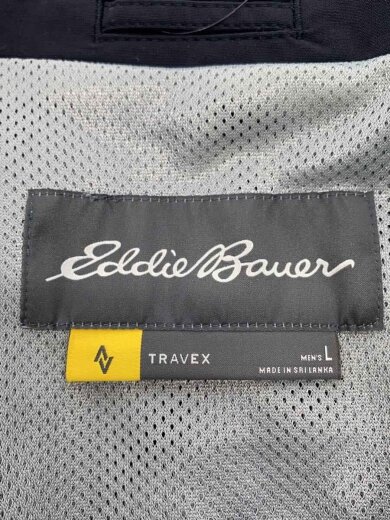 Eddie Bauer
TRAVEX
MEN'S L
MADE IN SRI LANKA